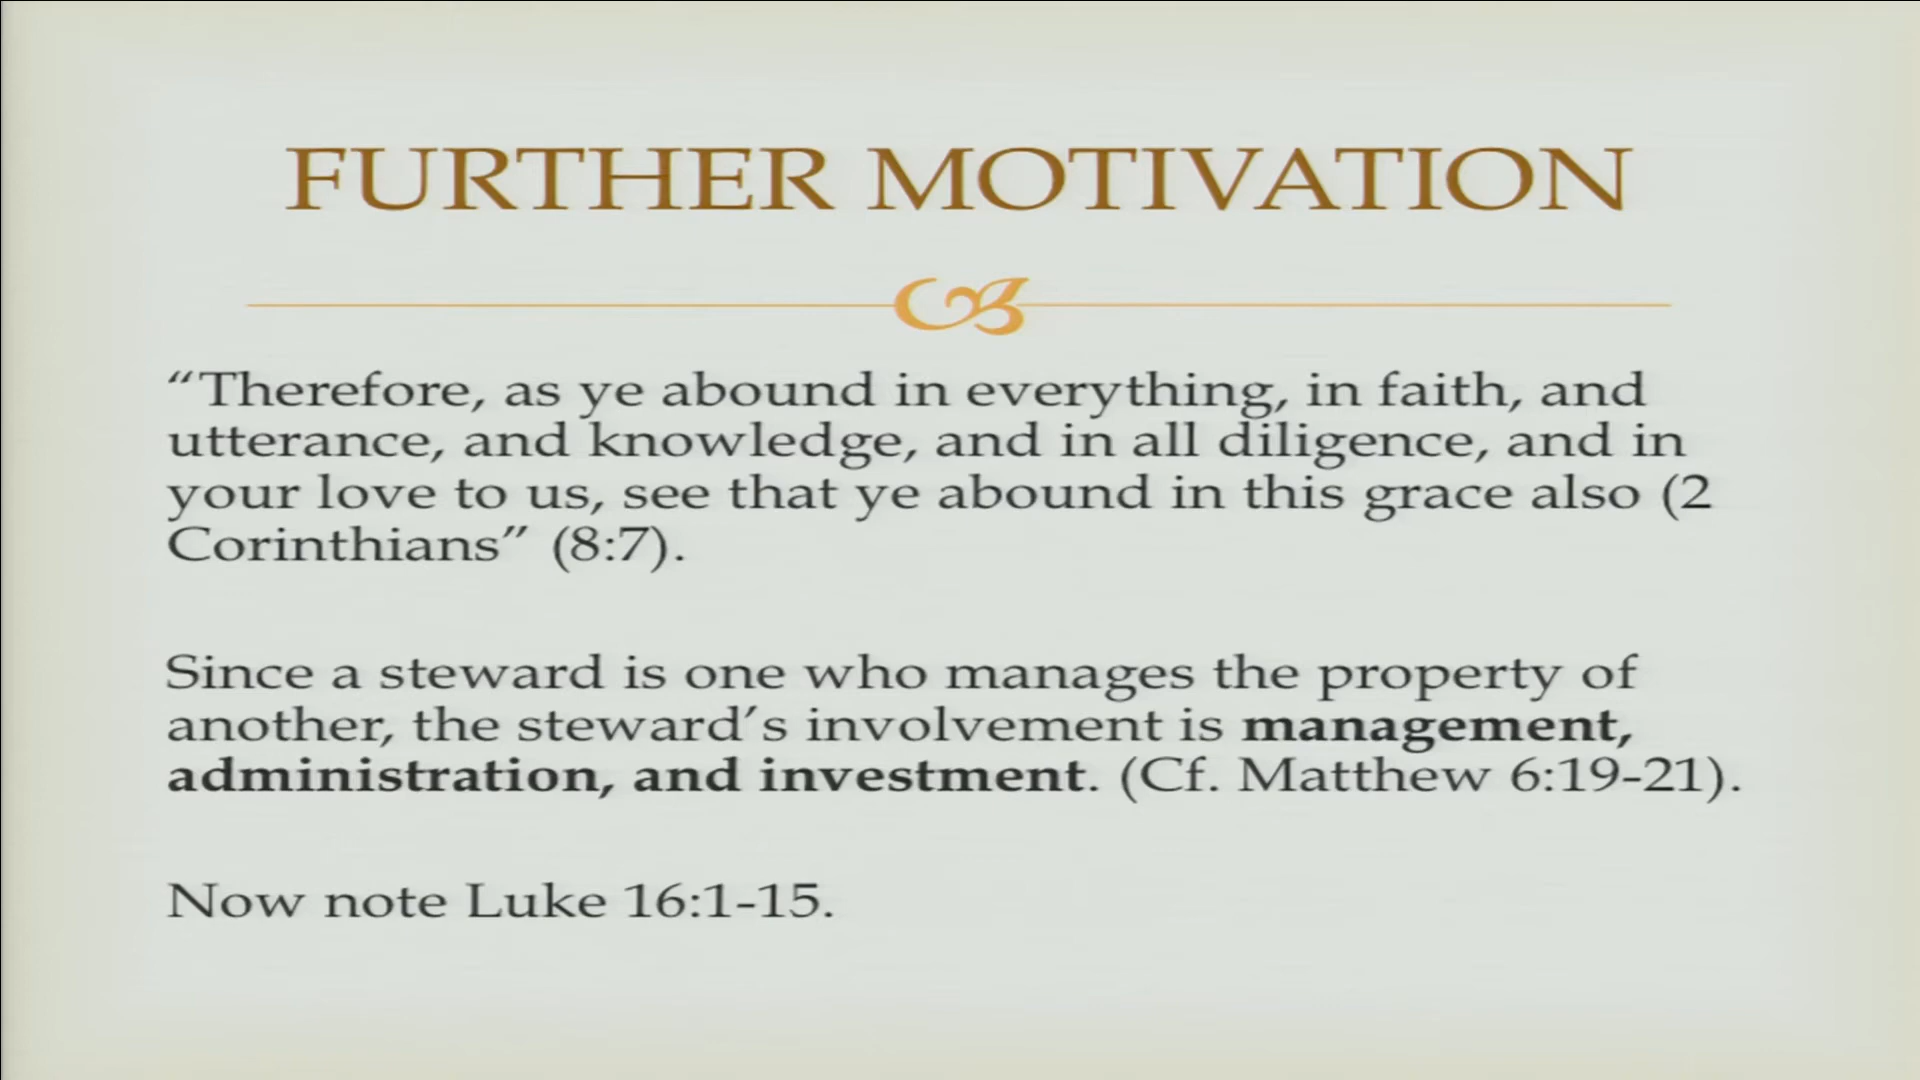 FURTHER MOTIVATION
“Therefore, as ye abound in everything, in faith, and
utterance, and knowledge, and in all diligence, and in
your love to us, see that ye abound in this grace also (2
Corinthians” (8:7).
Since a steward is one who manages the property of
another, the steward’s involvement is management,
administration, and investment. (Cf. Matthew 6:19-21).
Now note Luke 16:1-15.